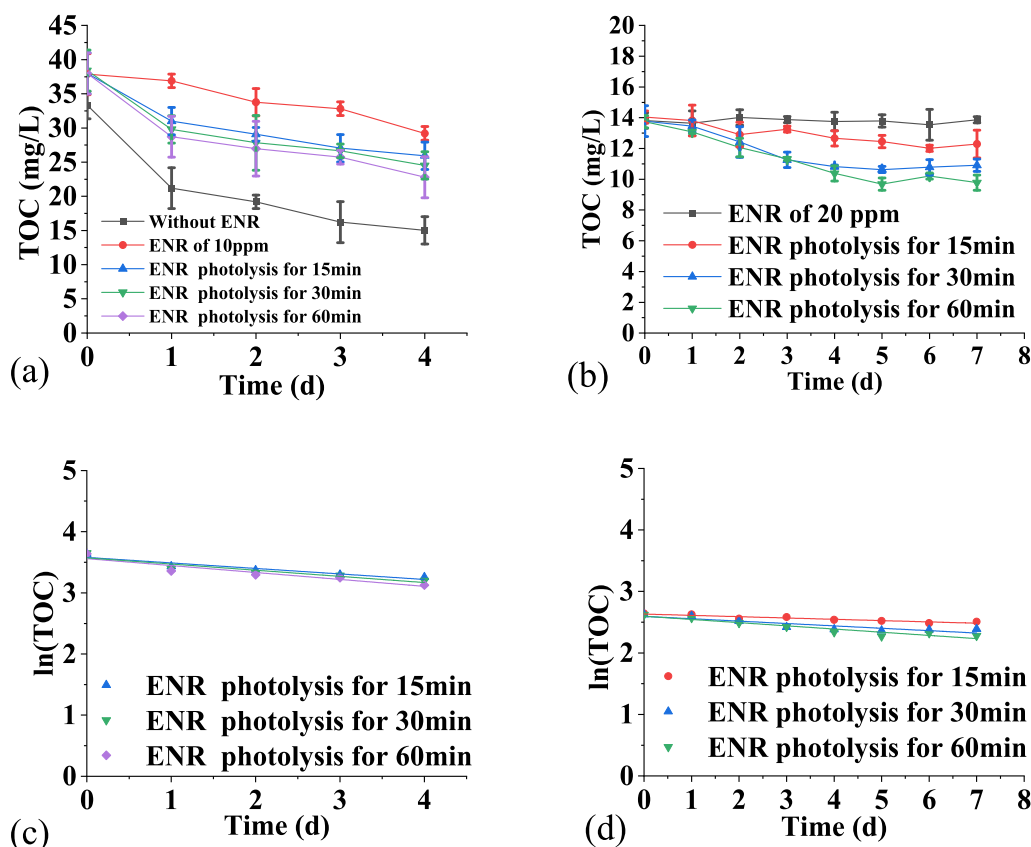 45
40
35
30
25
20
15
10
5
0
TOC (mg/L)
Without ENR
ENR of 10ppm
ENR  photolysis for 15min
ENR  photolysis for 30min
ENR  photolysis for 60min
0 1 2 3 4
Time (d)
(a)
20
18
16
14
12
10
8
6
4
2
0
TOC (mg/L)
ENR of 20 ppm
ENR photolysis for 15min
ENR photolysis for 30min
ENR photolysis for 60min
0 1 2 3 4 5 6 7 8
Time (d)
(b)
5
4
3
2
1
0
ln(TOC)
ENR  photolysis for 15min
ENR  photolysis for 30min
ENR  photolysis for 60min
0 1 2 3 4
Time (d)
(c)
5
4
3
2
1
0
ln(TOC)
ENR photolysis for 15min
ENR photolysis for 30min
ENR photolysis for 60min
0 1 2 3 4 5 6 7 8
Time (d)
(d)